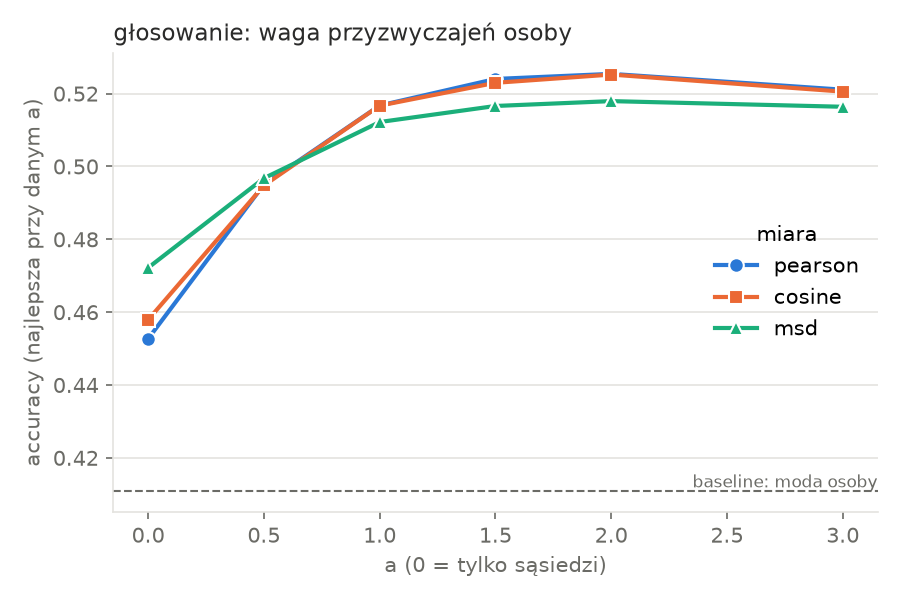 głosowanie: waga przyzwyczajeń osoby
accuracy (najlepsza przy danym a)
0.52
0.50
0.48
0.46
0.44
0.42
miara
pearson
cosine
msd
baseline: moda osoby
0.0 0.5 1.0 1.5 2.0 2.5 3.0
a (0 = tylko sąsiedzi)